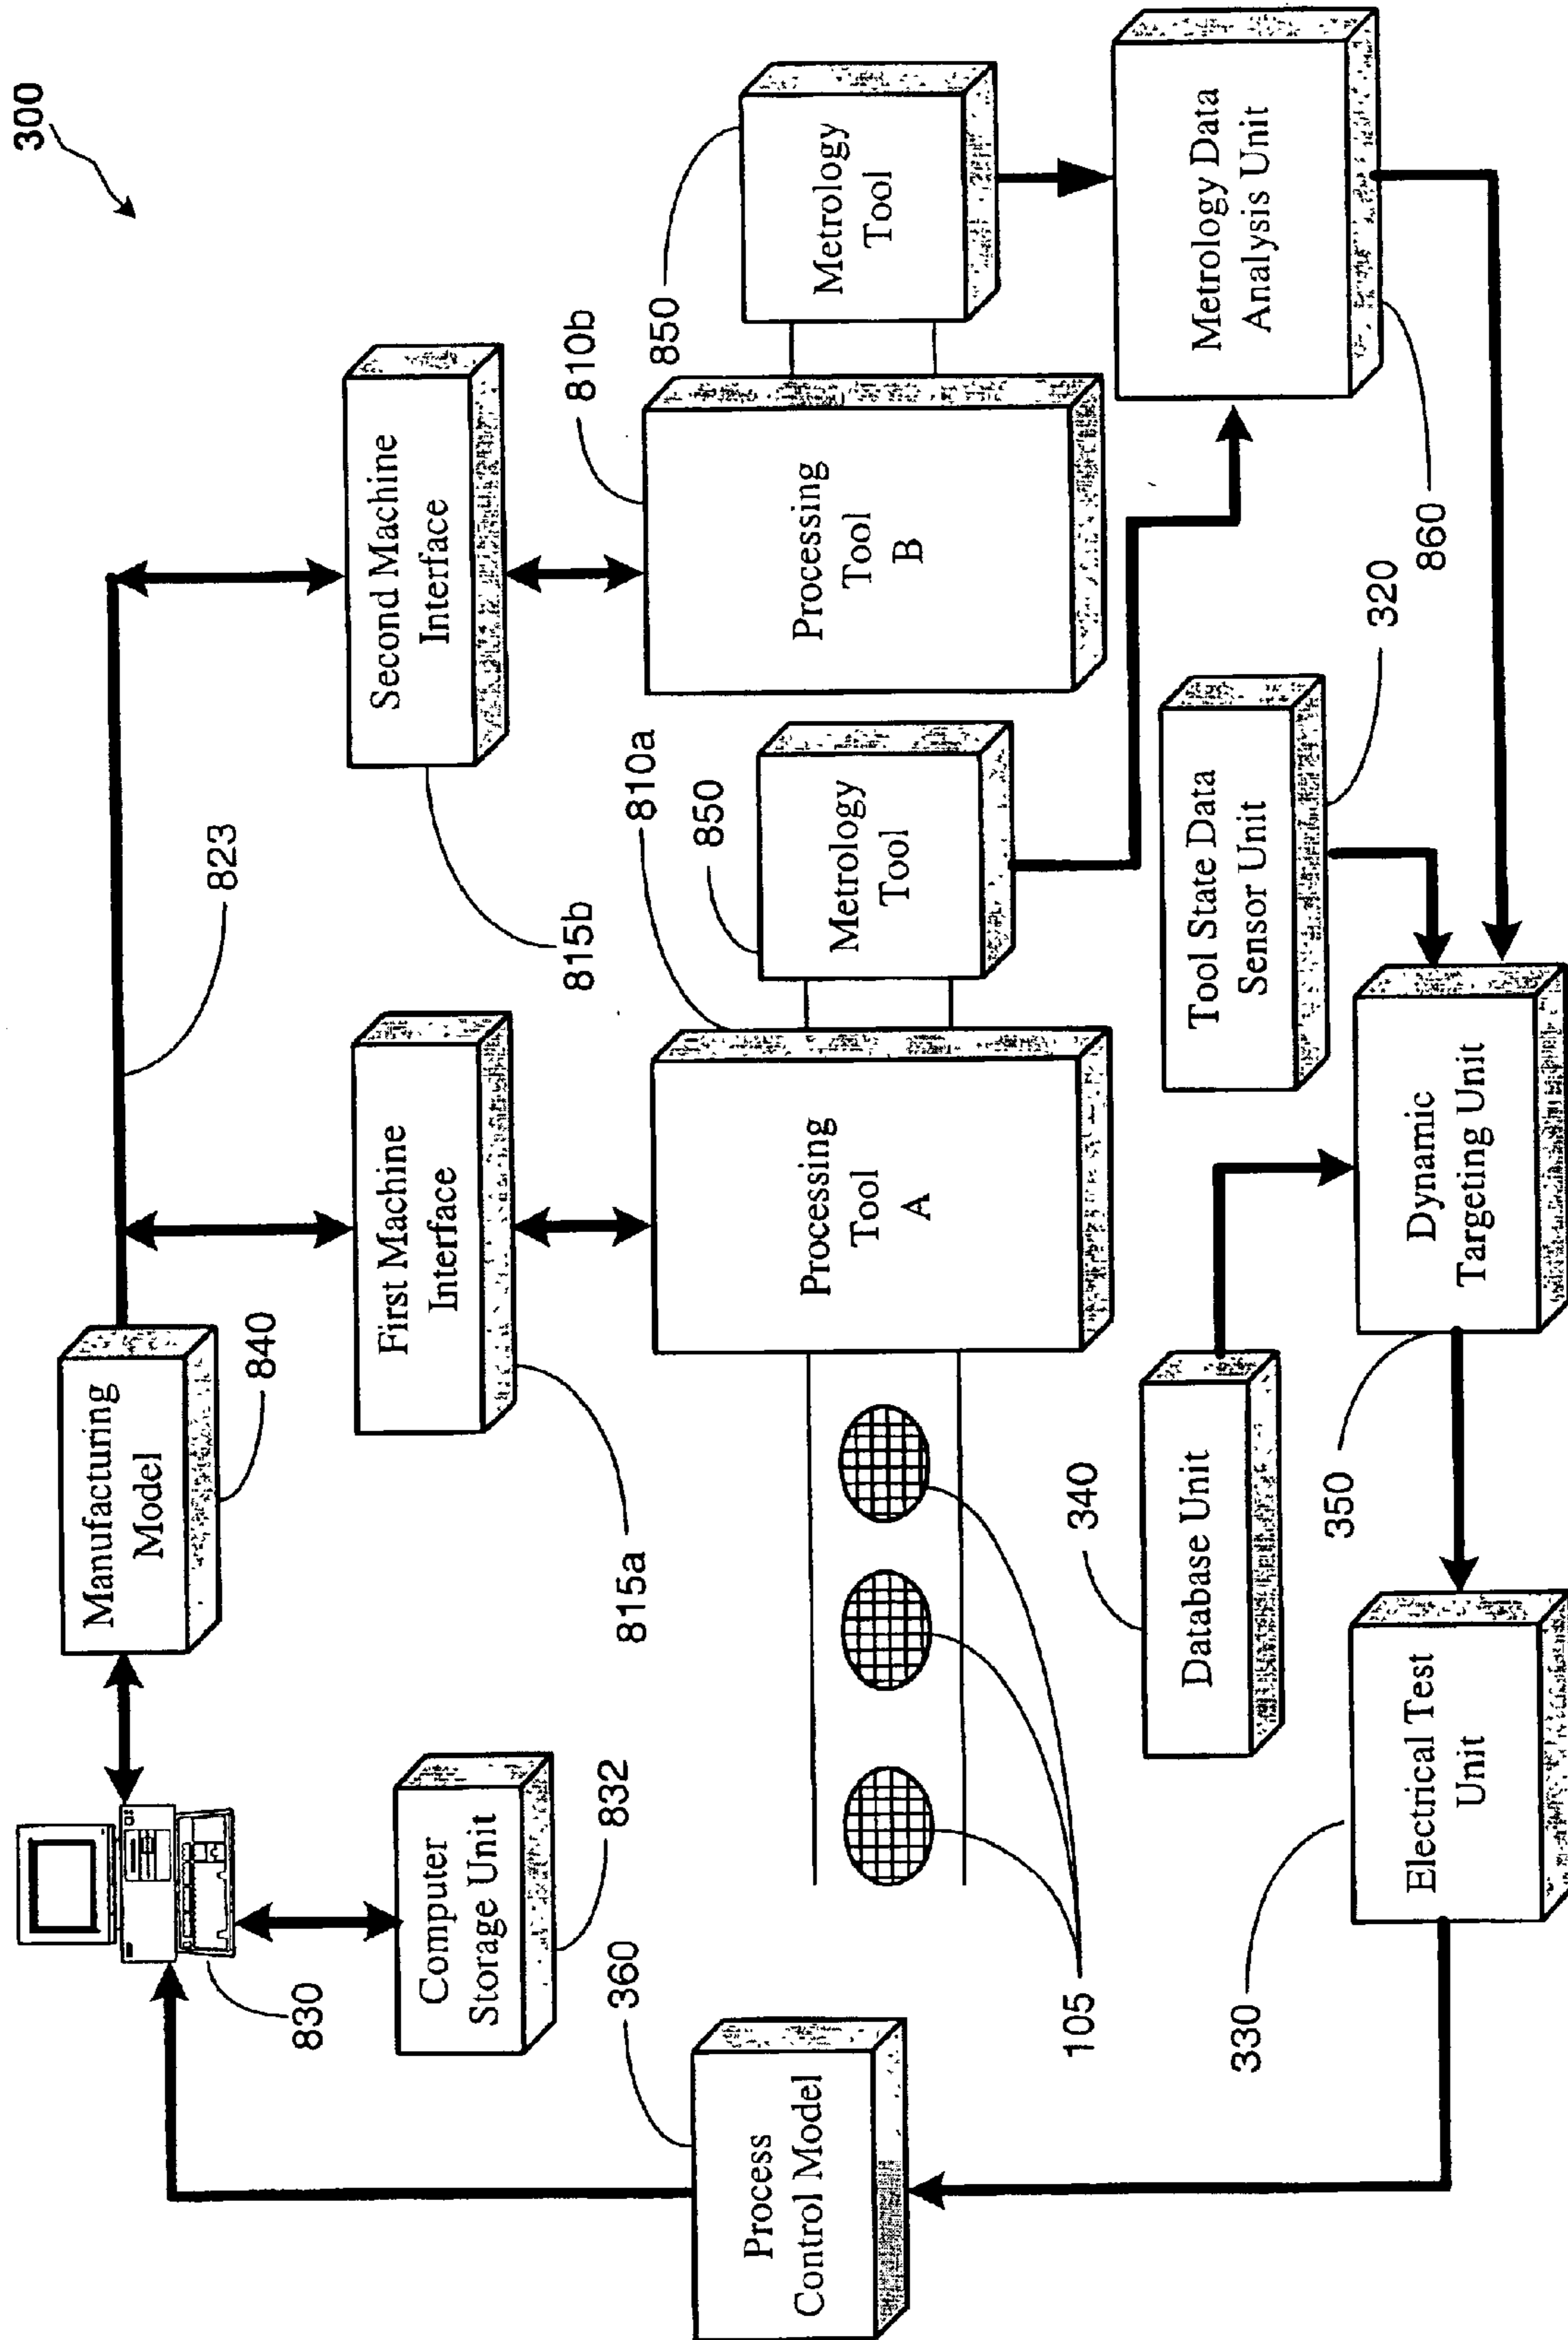 300
830
Computer
Storage Unit
832
Manufacturing
Model
840
823
First Machine
Interface
815a
Second Machine
Interface
815b
Process
Control Model
360
105
Processing
Tool
A
810a
Metrology
Tool
850
Processing
Tool
B
810b
Metrology
Tool
850
Metrology Data
Analysis Unit
860
Tool State Data
Sensor Unit
320
Database Unit
340
Dynamic
Targeting Unit
350
Electrical Test
Unit
330